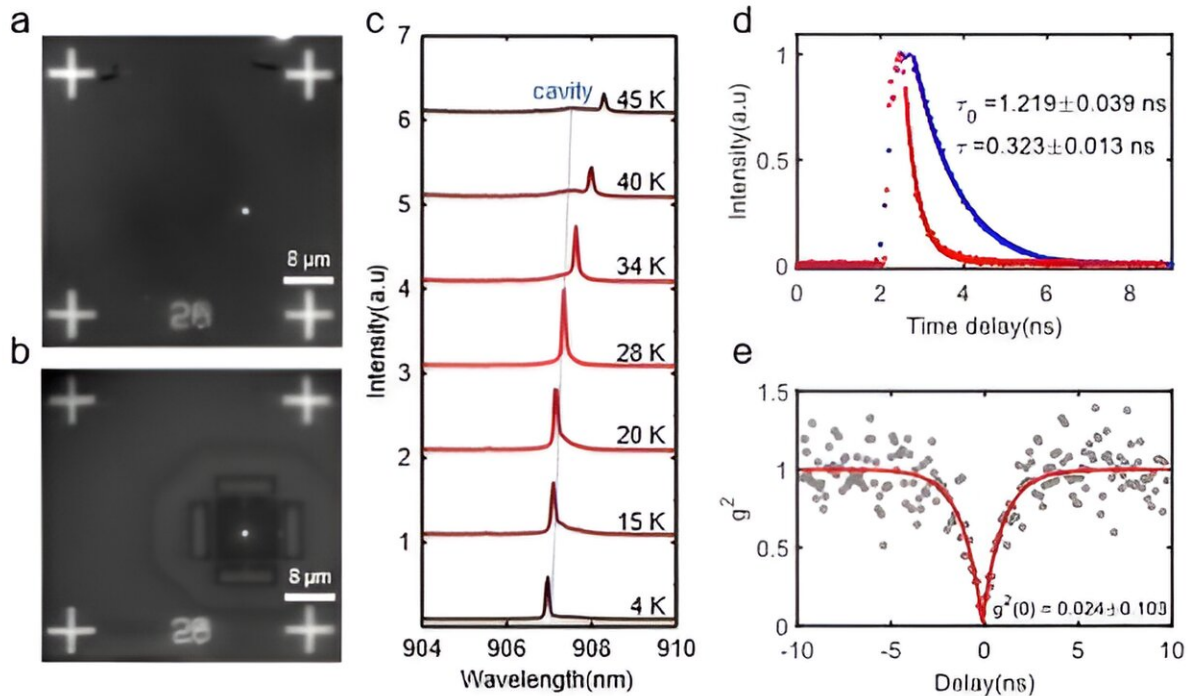 a
8 µm
26
b
8 µm
26
c
7
6
5
4
3
2
1
Intensity(a.u)
cavity
45 K
40 K
34 K
28 K
20 K
15 K
4 K
904
906
908
910
Wavelength(nm)
d
1
0.5
0
Intensity(a.u)
τ0 =1.219±0.039 ns
τ =0.323±0.013 ns
0
2
4
6
8
Time delay(ns)
e
1.5
1
0.5
0
g2
g2(0) = 0.024±0.103
-10
-5
0
5
10
Delay(ns)